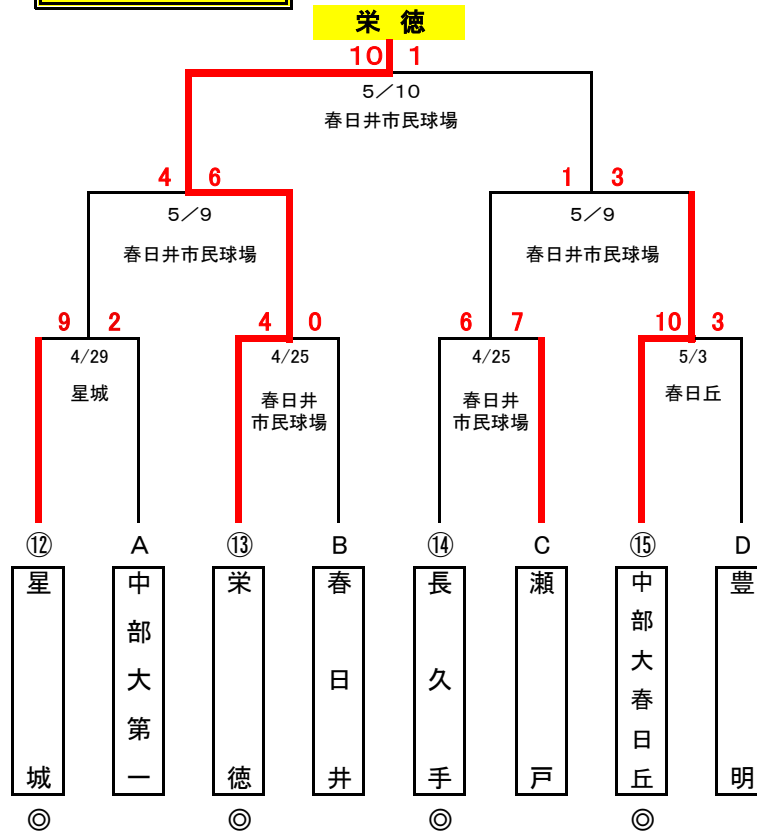 栄 徳
10 1
5／10
春日井市民球場
4 6
1 3
5／9
5／9
春日井市民球場
春日井市民球場
9 2
4 0
6 7
10 3
4/29
4/25
4/25
5/3
星城
春日井
市民球場
春日井
市民球場
春日丘
⑫ A ⑬ B ⑭ C ⑮ D
星城
中部大第一
栄徳
春日井
長久手
瀬戸
中部大春日丘
豊明
◎ ◎ ◎ ◎